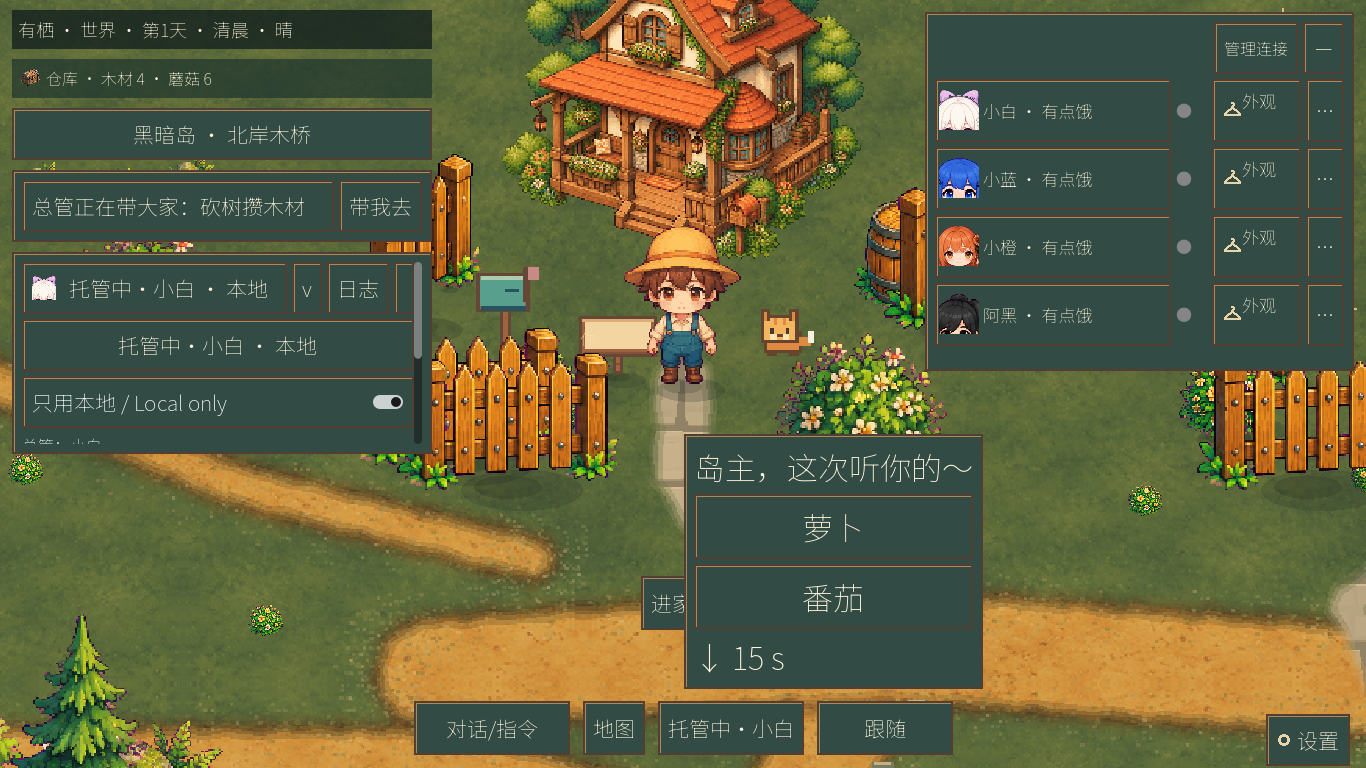 有栖 · 世界 · 第1天 · 清晨 · 晴
仓库 · 木材 4 · 蘑菇 6
黑暗岛 · 北岸木桥
总管正在带大家：砍树攒木材
带我去
托管中·小白 · 本地
v
日志
托管中·小白 · 本地
只用本地 / Local only
管理连接
—
小白 · 有点饿
外观
...
小蓝 · 有点饿
外观
...
小橙 · 有点饿
外观
...
阿黑 · 有点饿
外观
...
岛主，这次听你的～
萝卜
番茄
↓ 15 s
进家
对话/指令
地图
托管中·小白
跟随
设置